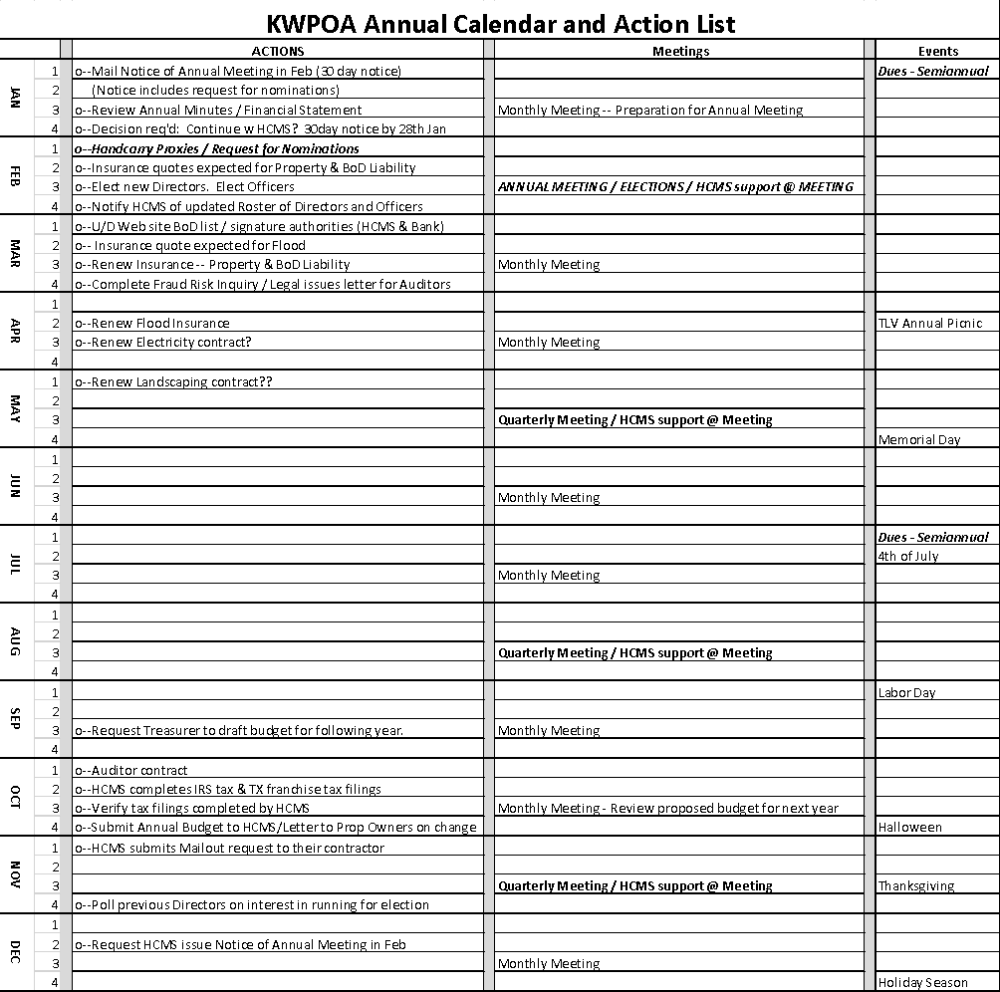 KWPOA Annual Calendar and Action List
ACTIONS Meetings Events
JAN
1 o--Mail Notice of Annual Meeting in Feb (30 day notice) Dues - Semiannual
2 (Notice includes request for nominations)
3 o--Review Annual Minutes / Financial Statement Monthly Meeting -- Preparation for Annual Meeting
4 o--Decision req'd: Continue w HCMS? 30day notice by 28th Jan
FEB
1 o--Handcarry Proxies / Request for Nominations
2 o--Insurance quotes expected for Property & BoD Liability
3 o--Elect new Directors. Elect Officers ANNUAL MEETING / ELECTIONS / HCMS support @ MEETING
4 o--Notify HCMS of updated Roster of Directors and Officers
MAR
1 o--U/D Web site BoD list / signature authorities (HCMS & Bank)
2 o-- Insurance quote expected for Flood
3 o--Renew Insurance -- Property & BoD Liability Monthly Meeting
4 o--Complete Fraud Risk Inquiry / Legal issues letter for Auditors
APR
1
2 o--Renew Flood Insurance TLV Annual Picnic
3 o--Renew Electricity contract? Monthly Meeting
4
MAY
1 o--Renew Landscaping contract??
2
3 Quarterly Meeting / HCMS support @ Meeting
4 Memorial Day
JUN
1
2
3 Monthly Meeting
4
JUL
1 Dues - Semiannual
2 4th of July
3 Monthly Meeting
4
AUG
1
2
3 Quarterly Meeting / HCMS support @ Meeting
4
SEP
1 Labor Day
2
3 o--Request Treasurer to draft budget for following year. Monthly Meeting
4
OCT
1 o--Auditor contract
2 o--HCMS completes IRS tax & TX franchise tax filings
3 o--Verify tax filings completed by HCMS Monthly Meeting - Review proposed budget for next year
4 o--Submit Annual Budget to HCMS/Letter to Prop Owners on change Halloween
NOV
1 o--HCMS submits Mailout request to their contractor
2
3 Quarterly Meeting / HCMS support @ Meeting Thanksgiving
4 o--Poll previous Directors on interest in running for election
DEC
1
2 o--Request HCMS issue Notice of Annual Meeting in Feb
3 Monthly Meeting
4 Holiday Season